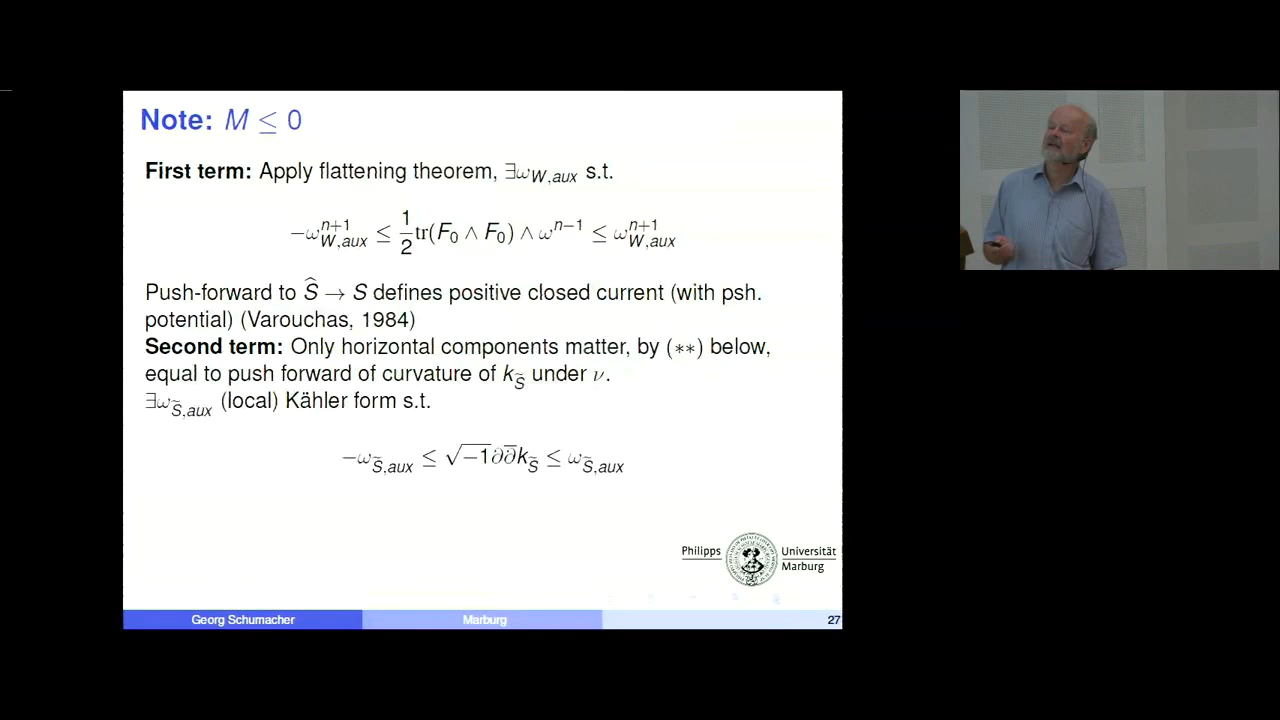 Note: M ≤ 0
First term: Apply flattening theorem, ∃ω_{W,aux} s.t.
−ω^{n+1}_{W,aux} ≤ 1/2 tr(F_0 ∧ F_0) ∧ ω^{n−1} ≤ ω^{n+1}_{W,aux}
Push-forward to Ŝ → S defines positive closed current (with psh.
potential) (Varouchas, 1984)
Second term: Only horizontal components matter, by (∗∗) below,
equal to push forward of curvature of k_{S̃} under ν.
∃ω_{S̃,aux} (local) Kähler form s.t.
−ω_{S̃,aux} ≤ √−1∂∂̄k_{S̃} ≤ ω_{S̃,aux}
Philipps Universität
Marburg
Georg Schumacher Marburg 27